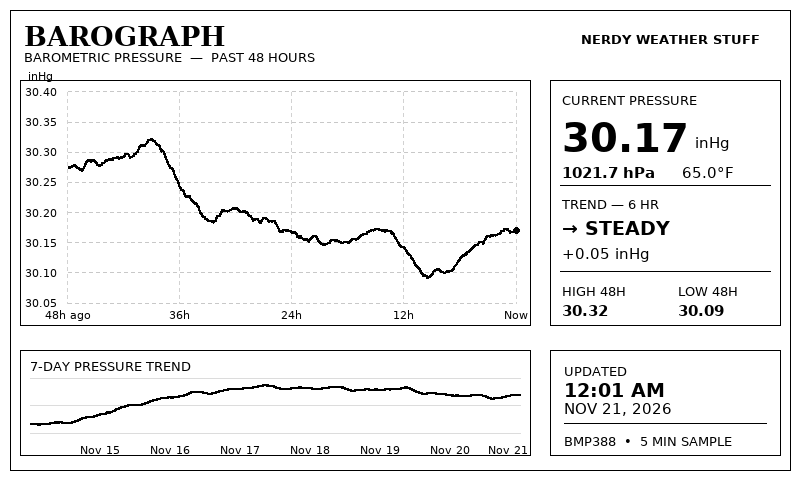 BAROGRAPH
NERDY WEATHER STUFF
BAROMETRIC PRESSURE — PAST 48 HOURS
inHg
30.40
30.35
30.30
30.25
30.20
30.15
30.10
30.05
48h ago 36h 24h 12h Now
CURRENT PRESSURE
30.17 inHg
1021.7 hPa 65.0°F
TREND — 6 HR
→ STEADY
+0.05 inHg
HIGH 48H LOW 48H
30.32 30.09
7-DAY PRESSURE TREND
Nov 15 Nov 16 Nov 17 Nov 18 Nov 19 Nov 20 Nov 21
UPDATED
12:01 AM
NOV 21, 2026
BMP388 • 5 MIN SAMPLE